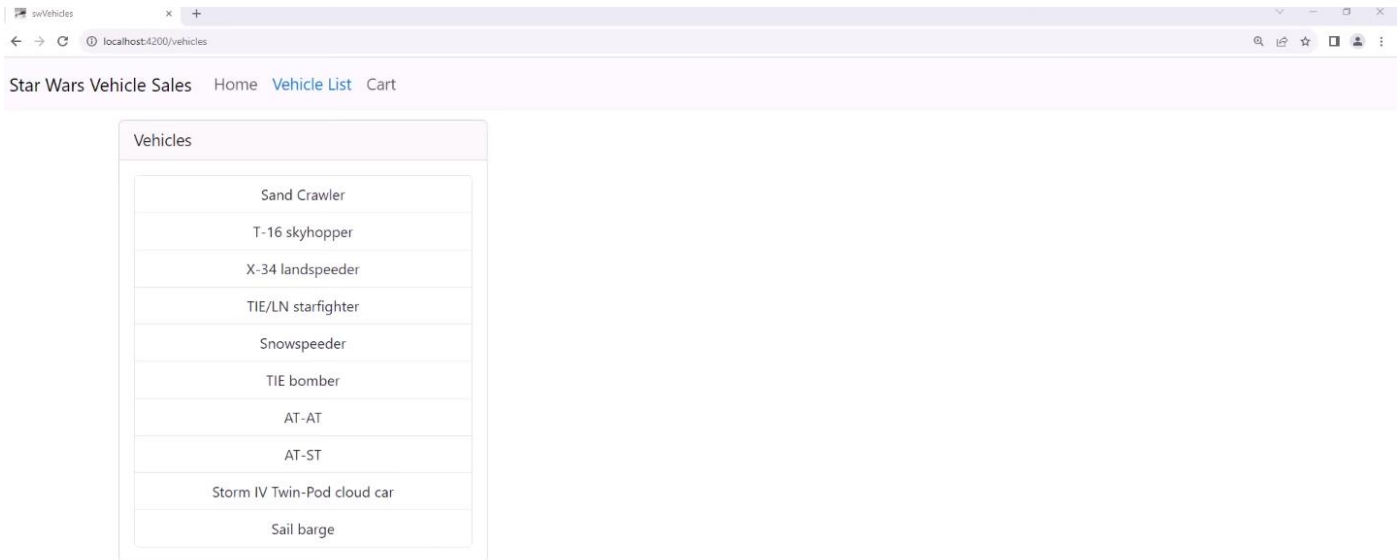 swVehicles
localhost:4200/vehicles
Star Wars Vehicle Sales Home Vehicle List Cart
Vehicles
Sand Crawler
T-16 skyhopper
X-34 landspeeder
TIE/LN starfighter
Snowspeeder
TIE bomber
AT-AT
AT-ST
Storm IV Twin-Pod cloud car
Sail barge